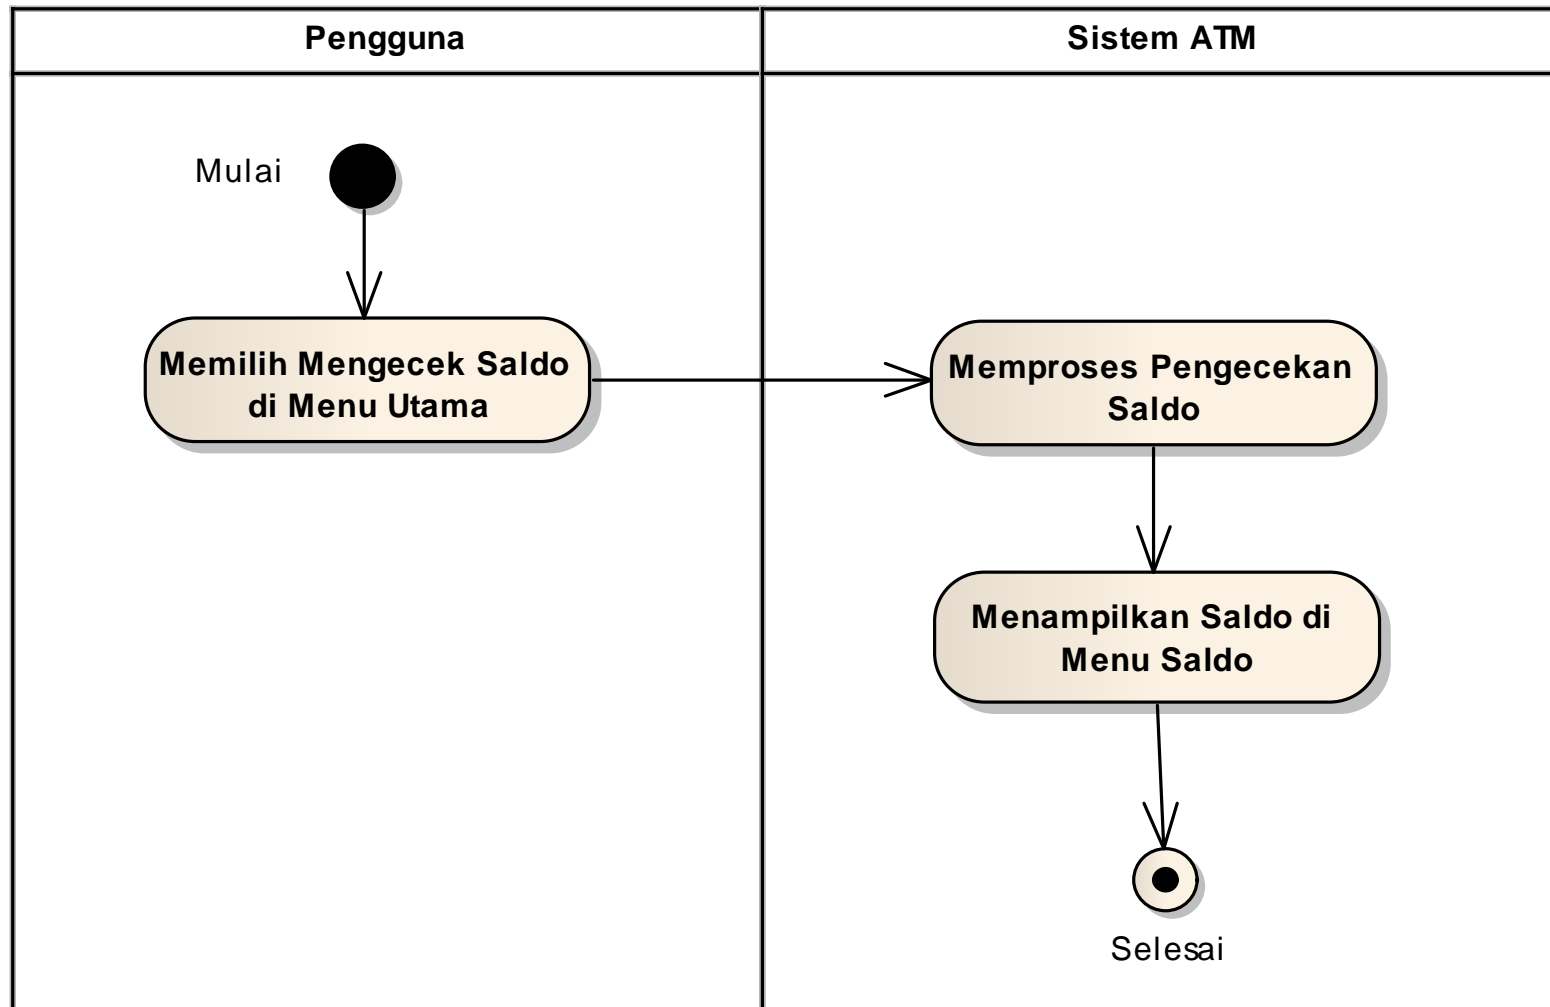 Pengguna
Sistem ATM
Mulai
Memilih Mengecek Saldo
di Menu Utama
Memproses Pengecekan
Saldo
Menampilkan Saldo di
Menu Saldo
Selesai